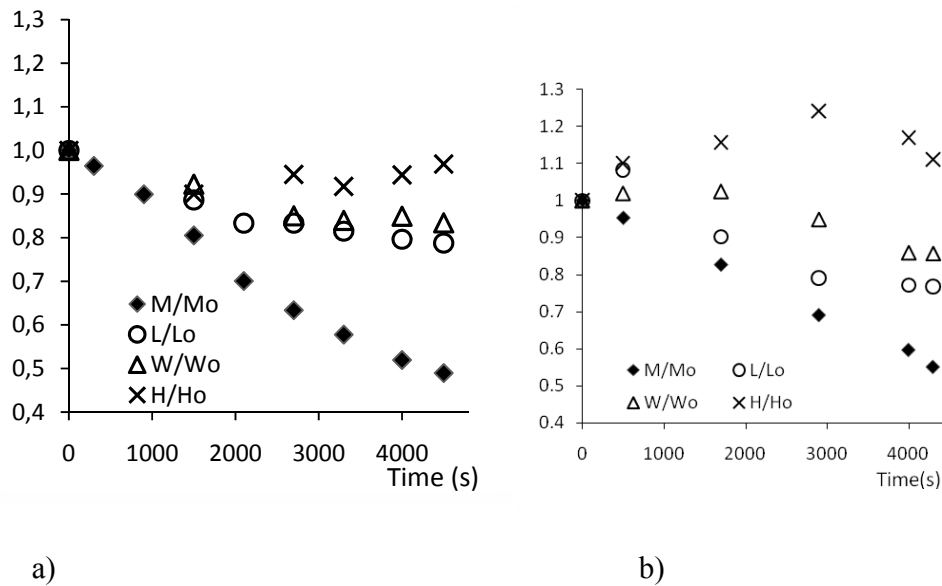 1,3
1,2
1,1
1,0
0,9
0,8
0,7
0,6
0,5
0,4
M/Mo
L/Lo
W/Wo
H/Ho
0 1000 2000 3000 4000
Time (s)
a)
1.3
1.2
1.1
1
0.9
0.8
0.7
0.6
0.5
0.4
M/Mo L/Lo
W/Wo H/Ho
0 1000 2000 3000 4000
Time(s)
b)